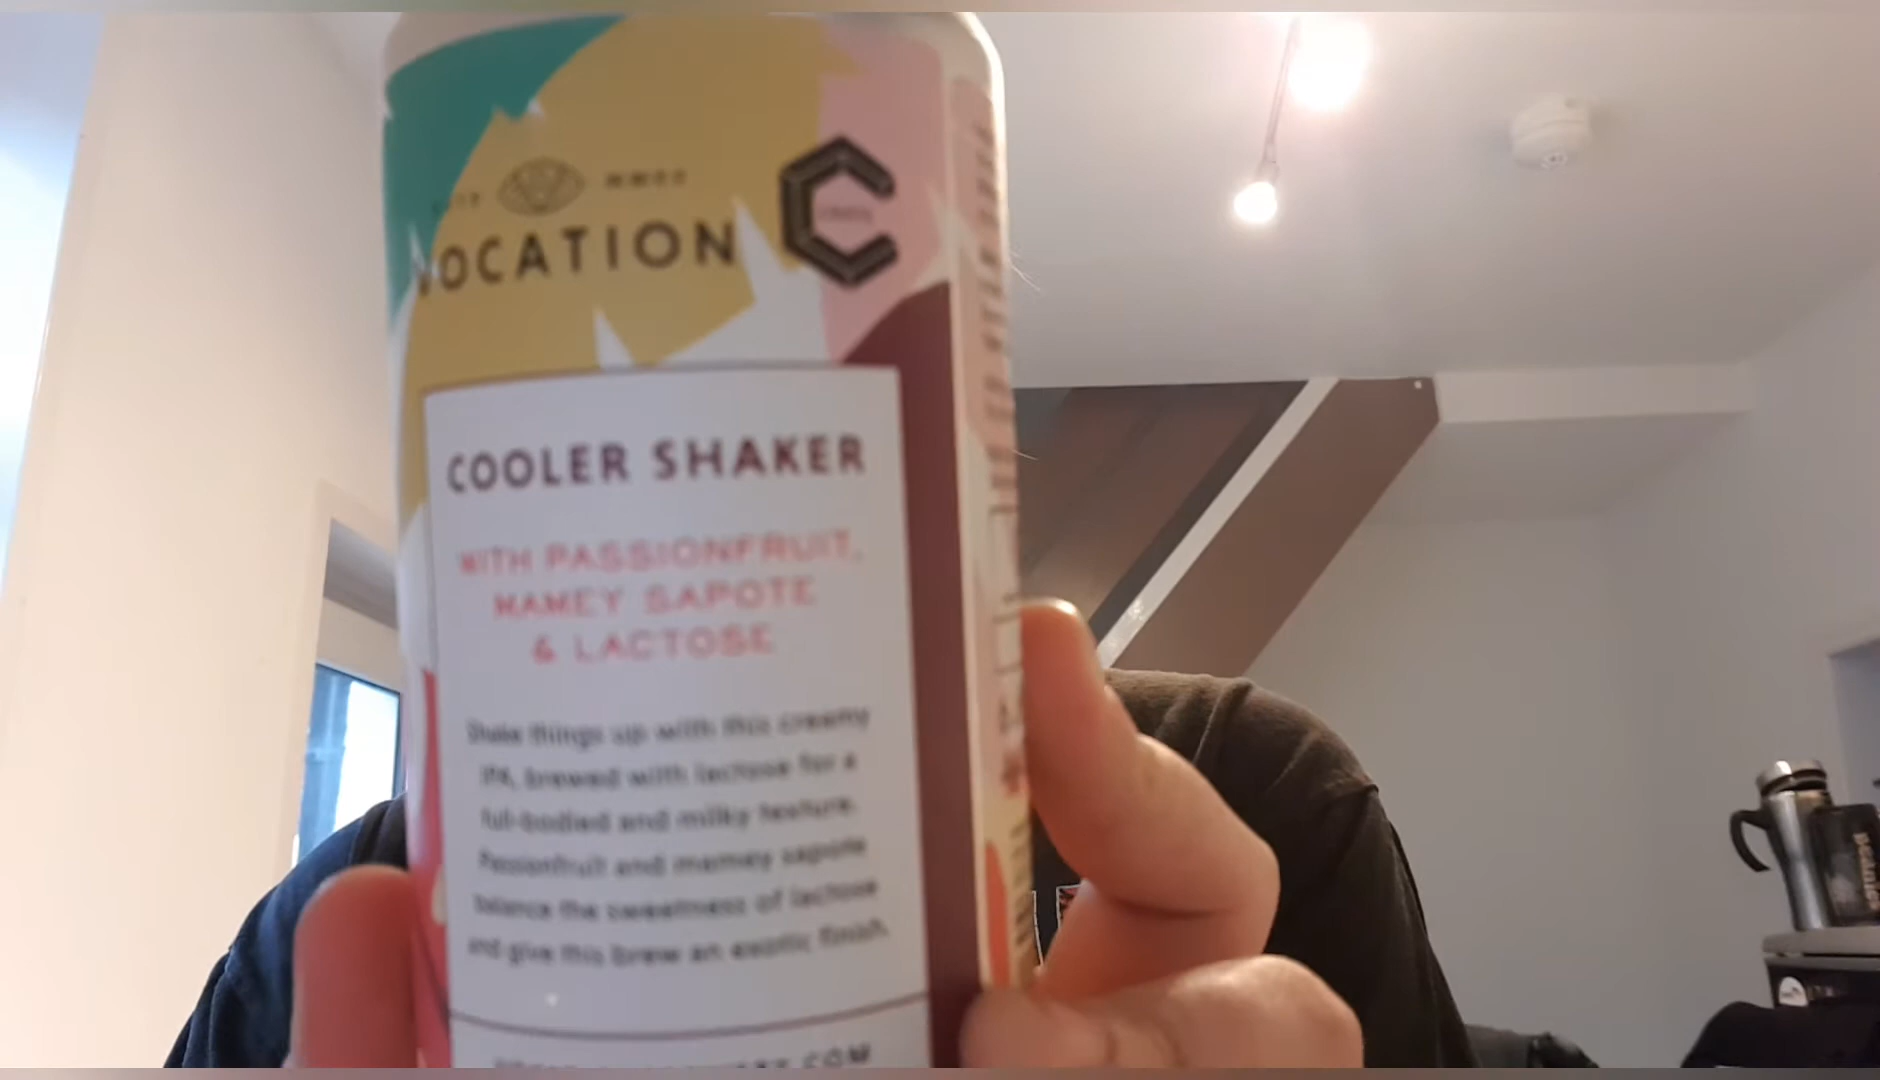 VOCATION
COOLER SHAKER
WITH PASSIONFRUIT,
MAMEY SAPOTE
& LACTOSE
Shake things up with this creamy
IPA, brewed with lactose for a
full-bodied and milky texture.
Passionfruit and mamey sapote
balance the sweetness of lactose
and give this brew an exotic finish.
.COM